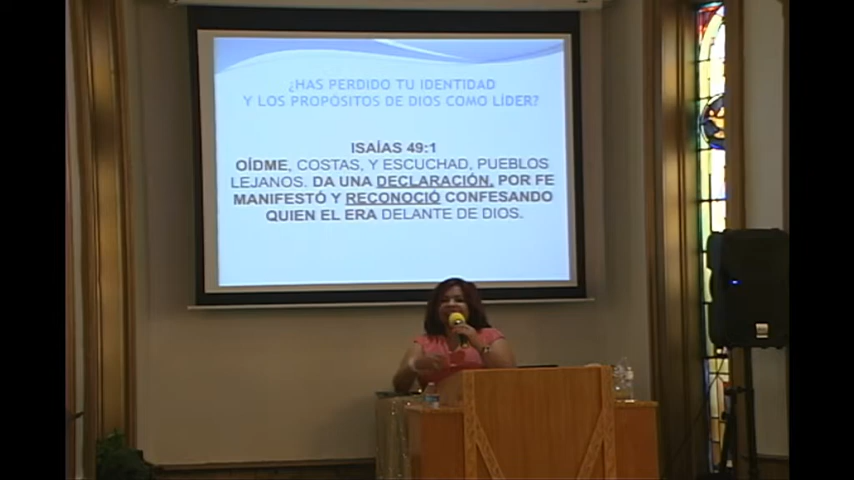 ¿HAS PERDIDO TU IDENTIDAD
Y LOS PROPÓSITOS DE DIOS COMO LÍDER?
ISAÍAS 49:1
OÍDME, COSTAS, Y ESCUCHAD, PUEBLOS
LEJANOS. DA UNA DECLARACIÓN, POR FE
MANIFESTÓ Y RECONOCIÓ CONFESANDO
QUIEN EL ERA DELANTE DE DIOS.